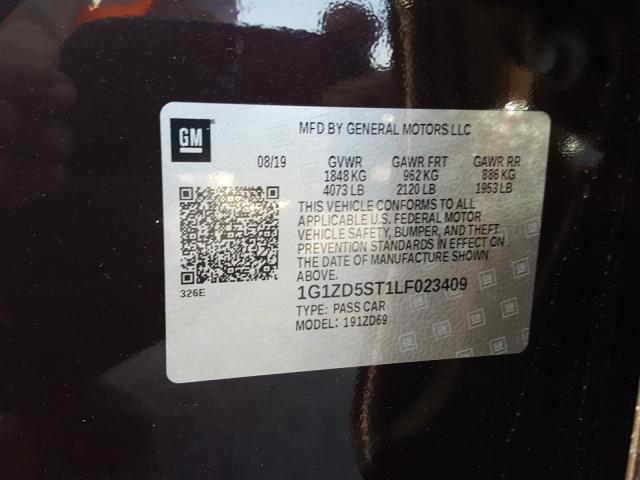 GM
MFD BY GENERAL MOTORS LLC
08/19 GVWR GAWR FRT GAWR RR
1848 KG 962 KG 886 KG
4073 LB 2120 LB 1953 LB
THIS VEHICLE CONFORMS TO ALL
APPLICABLE U.S. FEDERAL MOTOR
VEHICLE SAFETY, BUMPER, AND THEFT
PREVENTION STANDARDS IN EFFECT ON
THE DATE OF MANUFACTURE SHOWN
ABOVE.
326E
1G1ZD5ST1LF023409
TYPE: PASS CAR
MODEL: 191ZD69